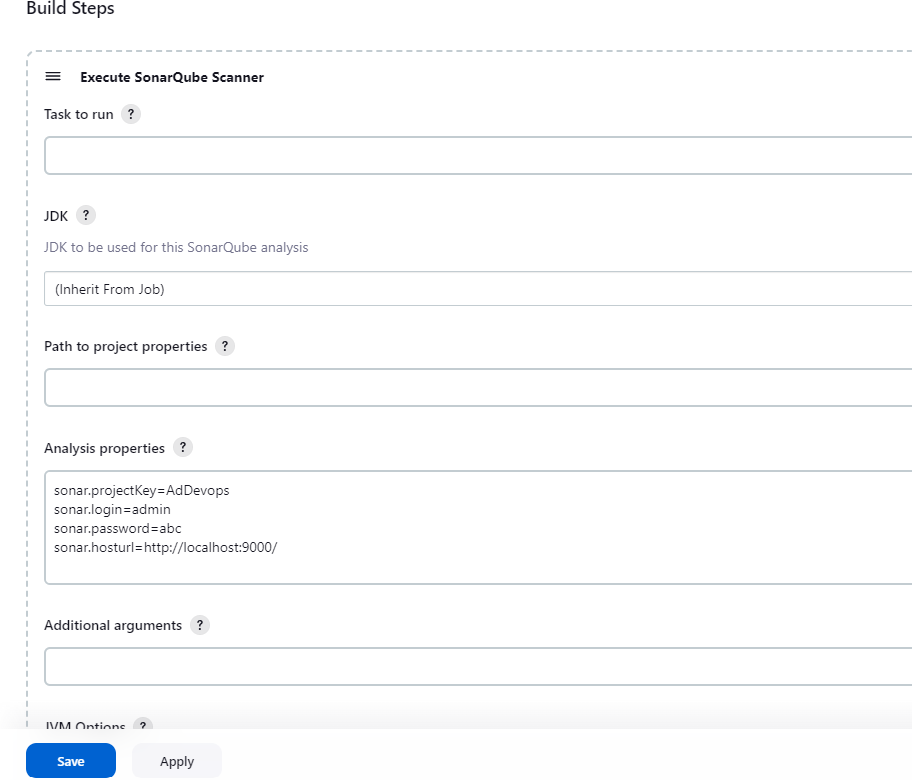 Build Steps
Execute SonarQube Scanner
Task to run ?
JDK ?
JDK to be used for this SonarQube analysis
(Inherit From Job)
Path to project properties ?
Analysis properties ?
sonar.projectKey=AdDevops
sonar.login=admin
sonar.password=abc
sonar.hosturl=http://localhost:9000/
Additional arguments ?
JVM Options ?
Save Apply